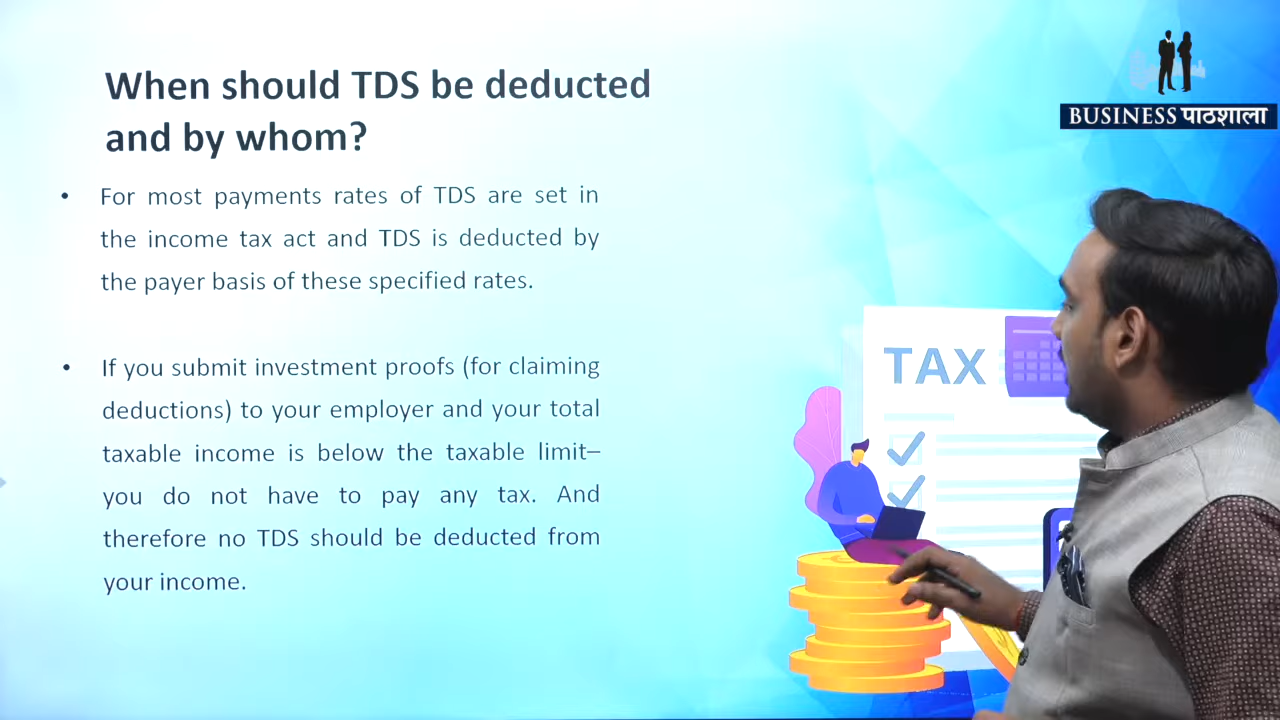 When should TDS be deducted
and by whom?
BUSINESS पाठशाला
• For most payments rates of TDS are set in
the income tax act and TDS is deducted by
the payer basis of these specified rates.
• If you submit investment proofs (for claiming
deductions) to your employer and your total
taxable income is below the taxable limit–
you do not have to pay any tax. And
therefore no TDS should be deducted from
your income.
TAX